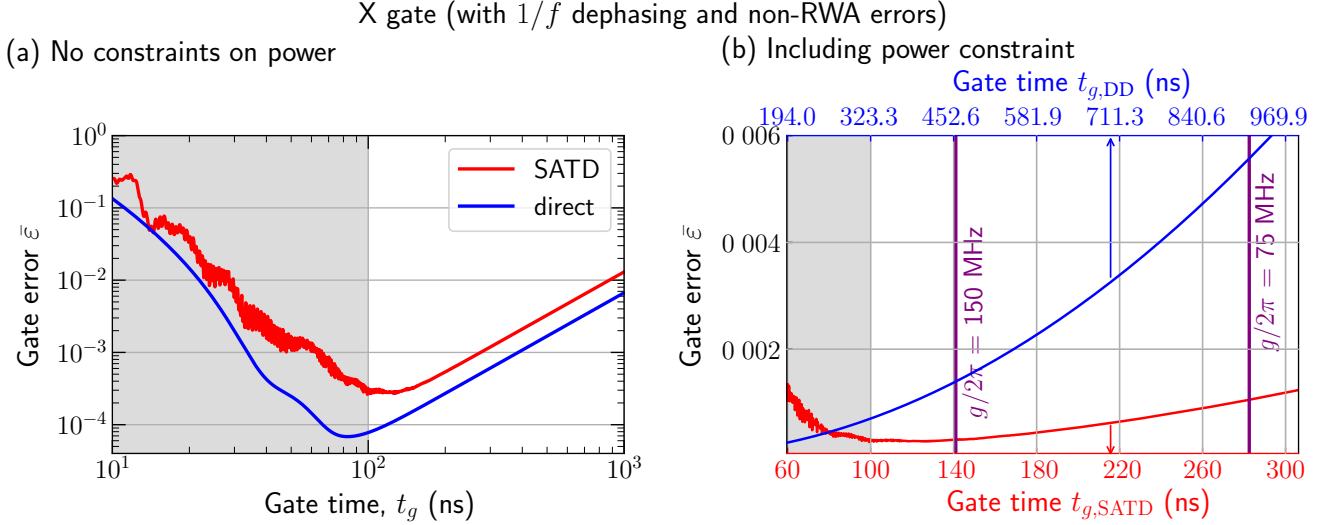 X gate (with 1/f dephasing and non-RWA errors)
(a) No constraints on power
10^0
10^{-1}
10^{-2}
10^{-3}
10^{-4}
Gate error ε̄
SATD
direct
10^1
10^2
10^3
Gate time, t_g (ns)
(b) Including power constraint
Gate time t_{g,DD} (ns)
194.0 323.3 452.6 581.9 711.3 840.6 969.9
0 006
0 004
0 002
Gate error ε̄
g/2π = 150 MHz
g/2π = 75 MHz
60 100 140 180 220 260 300
Gate time t_{g,SATD} (ns)